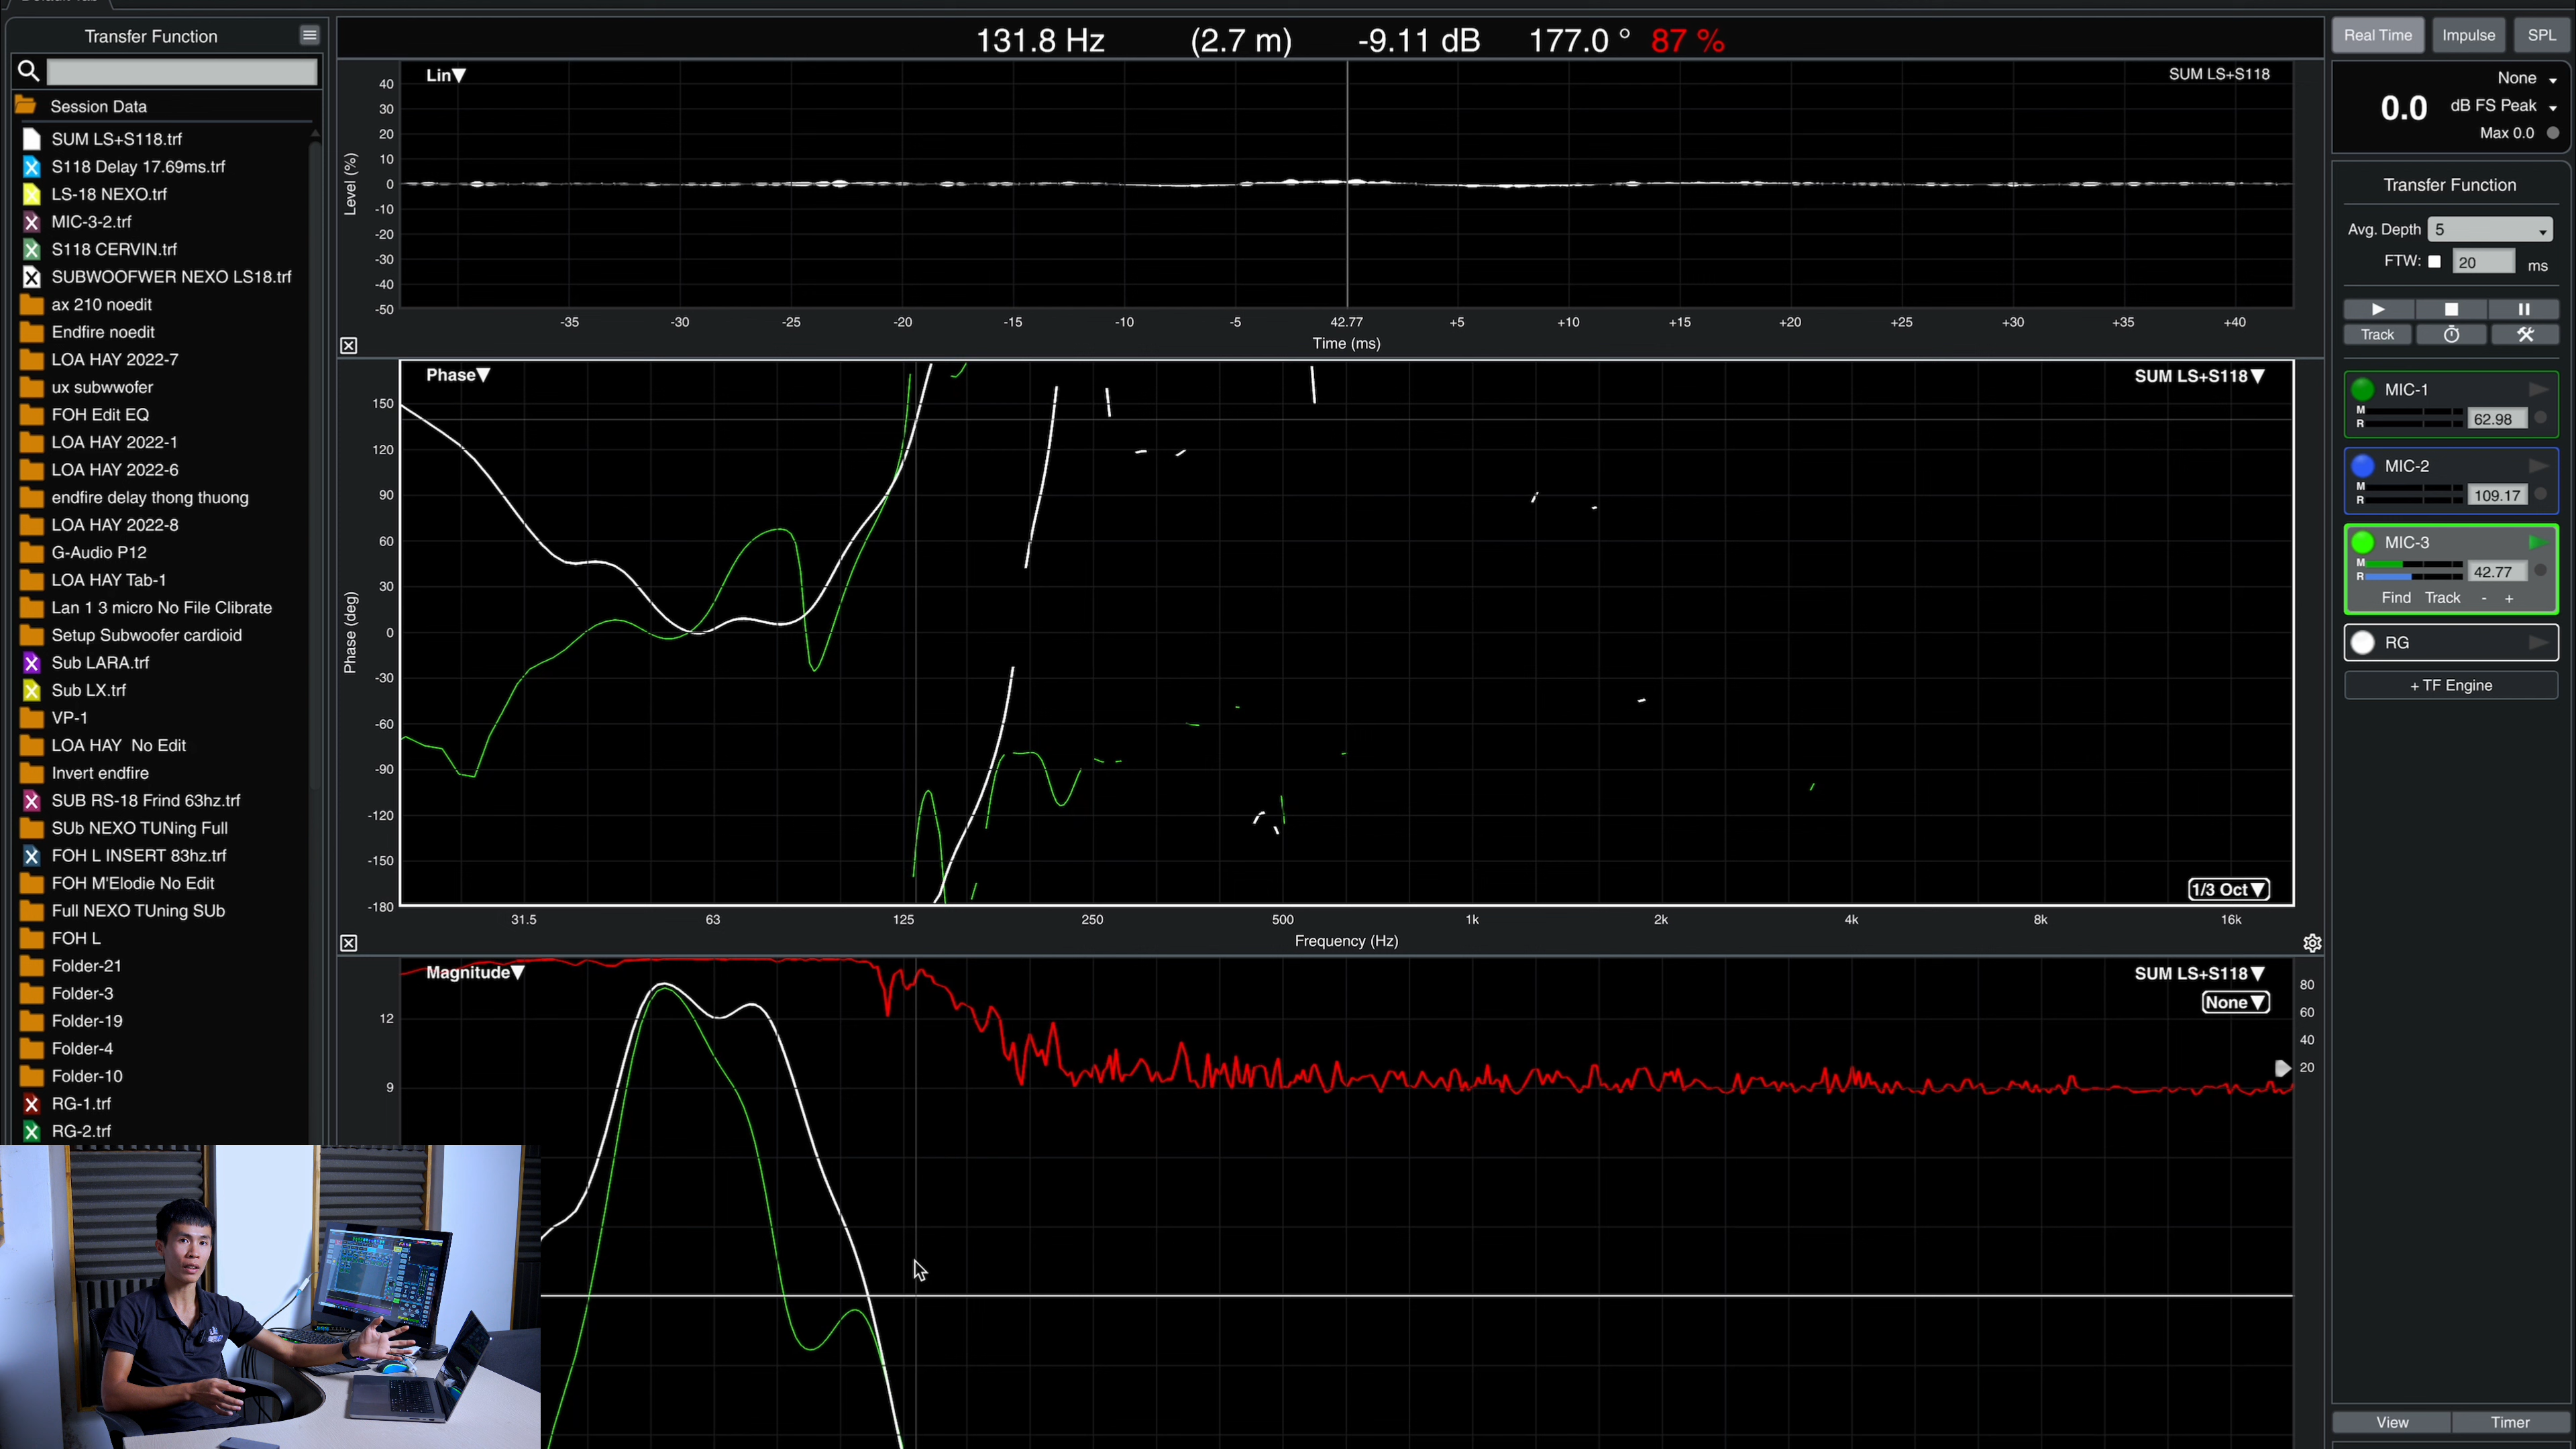 Transfer Function
Session Data
SUM LS+S118.trf
S118 Delay 17.69ms.trf
LS-18 NEXO.trf
MIC-3-2.trf
S118 CERVIN.trf
SUBWOOFWER NEXO LS18.trf
ax 210 noedit
Endfire noedit
LOA HAY 2022-7
ux subwwofer
FOH Edit EQ
LOA HAY 2022-1
LOA HAY 2022-6
endfire delay thong thuong
LOA HAY 2022-8
G-Audio P12
LOA HAY Tab-1
Lan 1 3 micro No File Clibrate
Setup Subwoofer cardioid
Sub LARA.trf
Sub LX.trf
VP-1
LOA HAY  No Edit
Invert endfire
SUB RS-18 Frind 63hz.trf
SUb NEXO TUNing Full
FOH L INSERT 83hz.trf
FOH M'Elodie No Edit
Full NEXO TUning SUb
FOH L
Folder-21
Folder-3
Folder-19
Folder-4
Folder-10
RG-1.trf
RG-2.trf
131.8 Hz (2.7 m) -9.11 dB 177.0 ° 87 %
Lin▼ SUM LS+S118
Level (%)
40
30
20
10
0
-10
-20
-30
-40
-50
-35 -30 -25 -20 -15 -10 -5 42.77 +5 +10 +15 +20 +25 +30 +35 +40
Time (ms)
Phase▼ SUM LS+S118▼
Phase (deg)
150
120
90
60
30
0
-30
-60
-90
-120
-150
-180
1/3 Oct▼
31.5 63 125 250 500 1k 2k 4k 8k 16k
Frequency (Hz)
Magnitude▼ SUM LS+S118▼
None▼
12
9
80
60
40
20
Real Time Impulse SPL
None
0.0 dB FS Peak
Max 0.0
Transfer Function
Avg. Depth 5
FTW: 20 ms
Track
MIC-1
M
R 62.98
MIC-2
M
R 109.17
MIC-3
M
R 42.77
Find Track - +
RG
+ TF Engine
View Timer